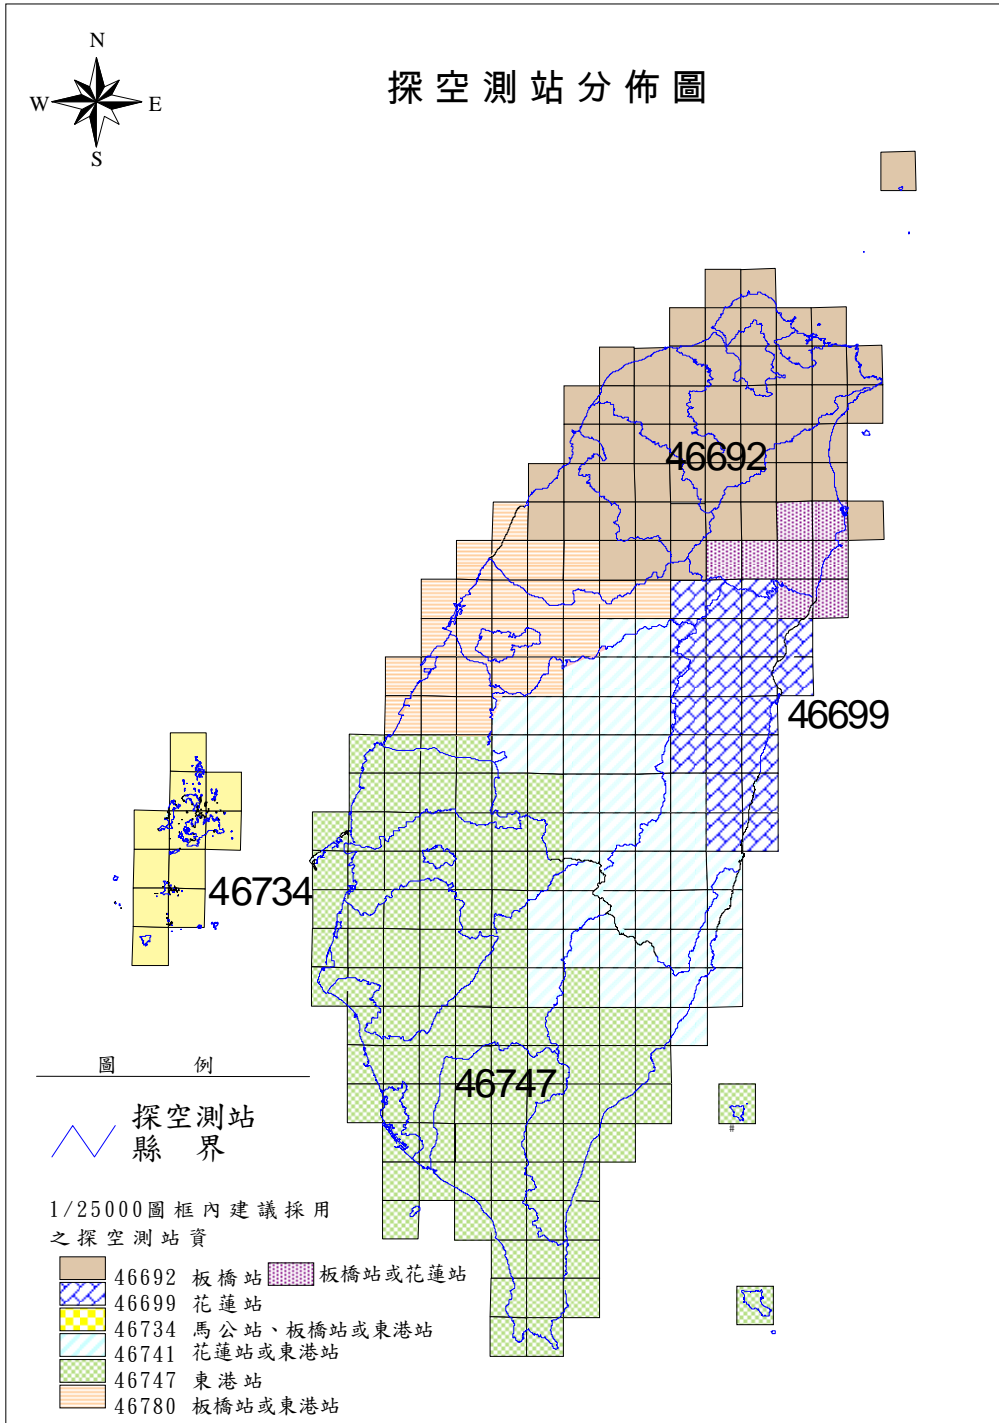 N
W E
S
探空測站分佈圖
46692
46699
46734
46747
#
圖 例
探空測站
縣 界
1/25000圖框內建議採用
之探空測站資
46692 板橋站 板橋站或花蓮站
46699 花蓮站
46734 馬公站、板橋站或東港站
46741 花蓮站或東港站
46747 東港站
46780 板橋站或東港站